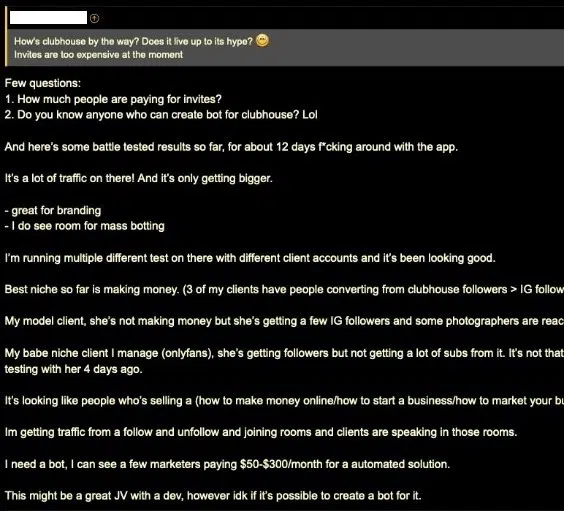 How's clubhouse by the way? Does it live up to its hype?
Invites are too expensive at the moment
Few questions:
1. How much people are paying for invites?
2. Do you know anyone who can create bot for clubhouse? Lol
And here's some battle tested results so far, for about 12 days f*cking around with the app.
It's a lot of traffic on there! And it's only getting bigger.
- great for branding
- I do see room for mass botting
I'm running multiple different test on there with different client accounts and it's been looking good.
Best niche so far is making money. (3 of my clients have people converting from clubhouse followers > IG follow
My model client, she's not making money but she's getting a few IG followers and some photographers are reac
My babe niche client I manage (onlyfans), she's getting followers but not getting a lot of subs from it. It's not that
testing with her 4 days ago.
It's looking like people who's selling a (how to make money online/how to start a business/how to market your bu
Im getting traffic from a follow and unfollow and joining rooms and clients are speaking in those rooms.
I need a bot, I can see a few marketers paying $50-$300/month for a automated solution.
This might be a great JV with a dev, however idk if it's possible to create a bot for it.